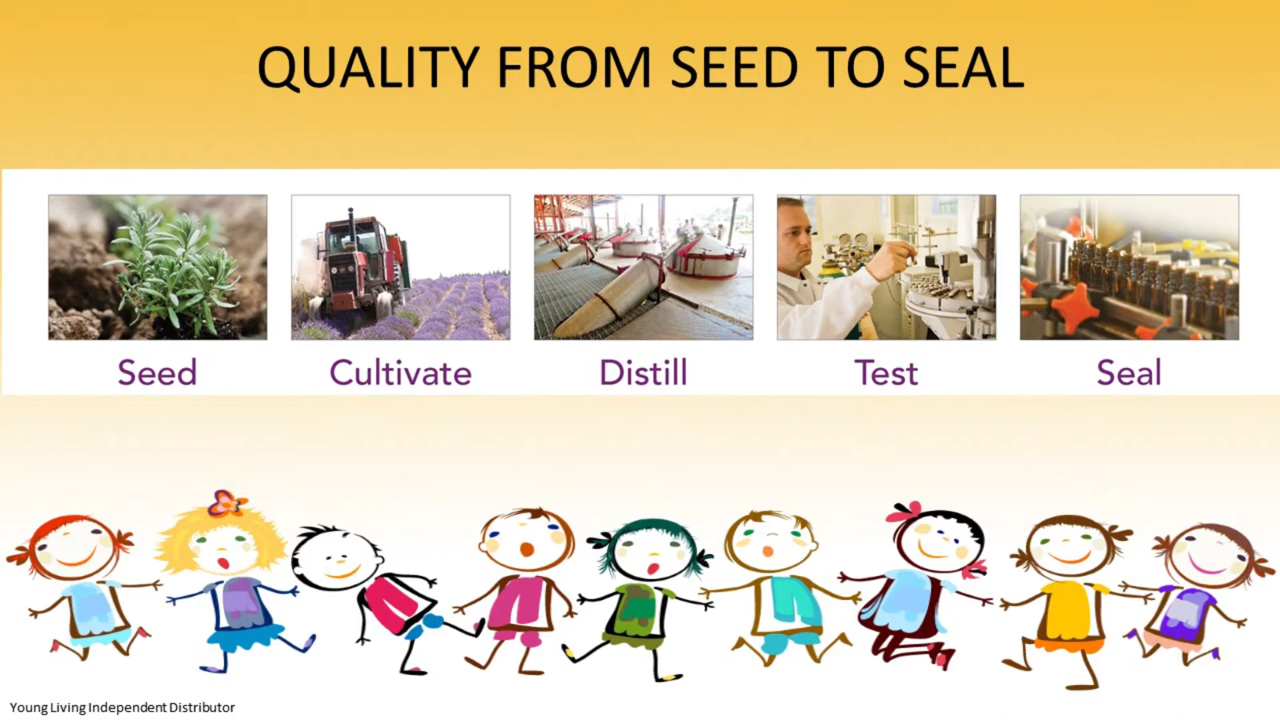 QUALITY FROM SEED TO SEAL
Seed
Cultivate
Distill
Test
Seal
Young Living Independent Distributor